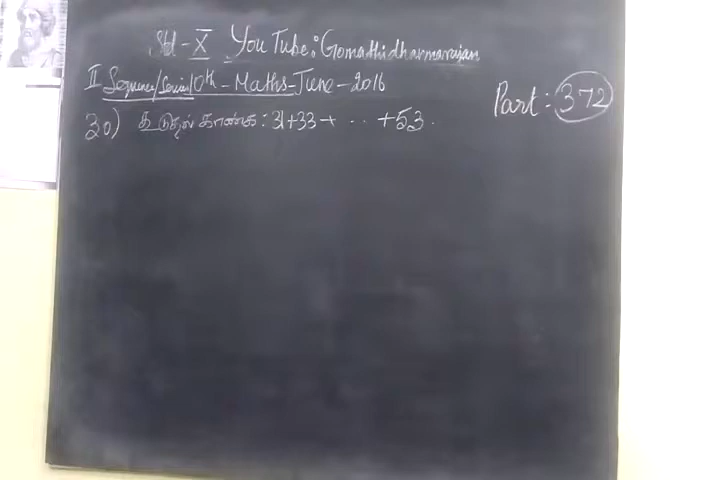 Std - X YouTube: Gomathidharmarajan
II Sequence/Series/10th - Maths - June - 2016
Part: 372
30) கூடுதல் காண்க: 31+33+ ... +53.